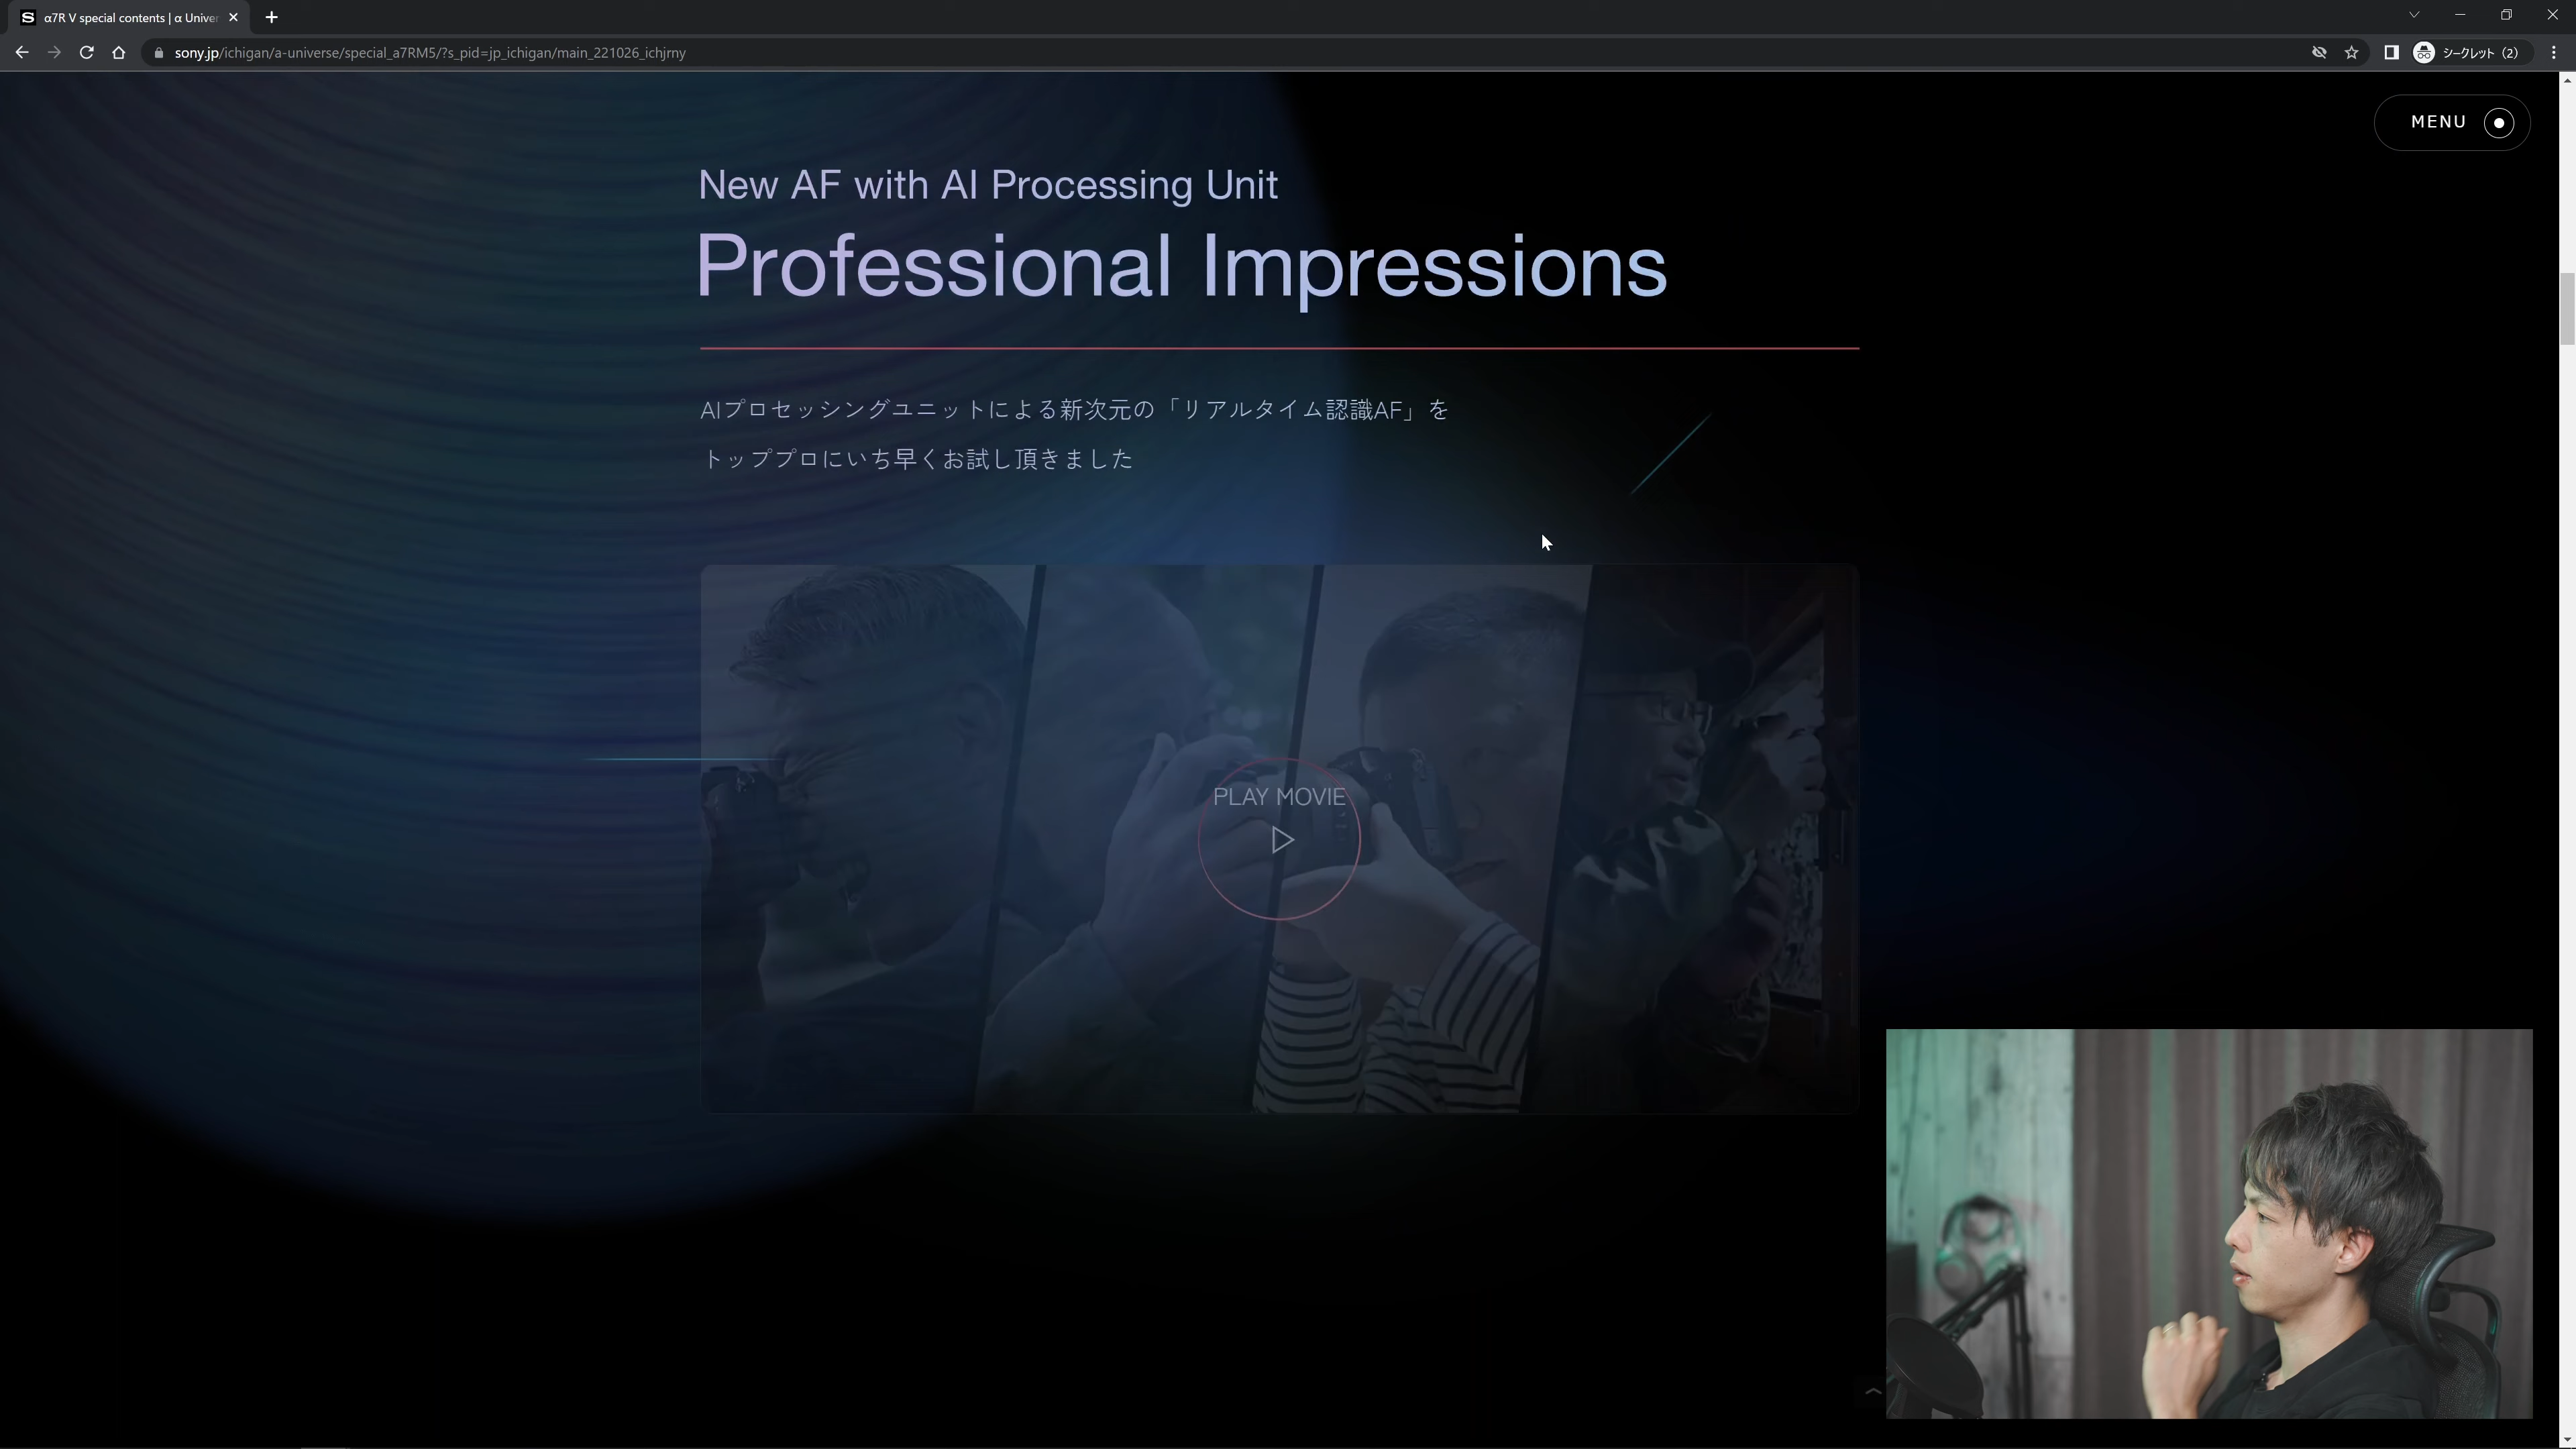 α7R V special contents | α Univer
sony.jp/ichigan/a-universe/special_a7RM5/?s_pid=jp_ichigan/main_221026_ichjrny
シークレット（2）
MENU
New AF with AI Processing Unit
Professional Impressions
AIプロセッシングユニットによる新次元の「リアルタイム認識AF」を
トッププロにいち早くお試し頂きました
PLAY MOVIE